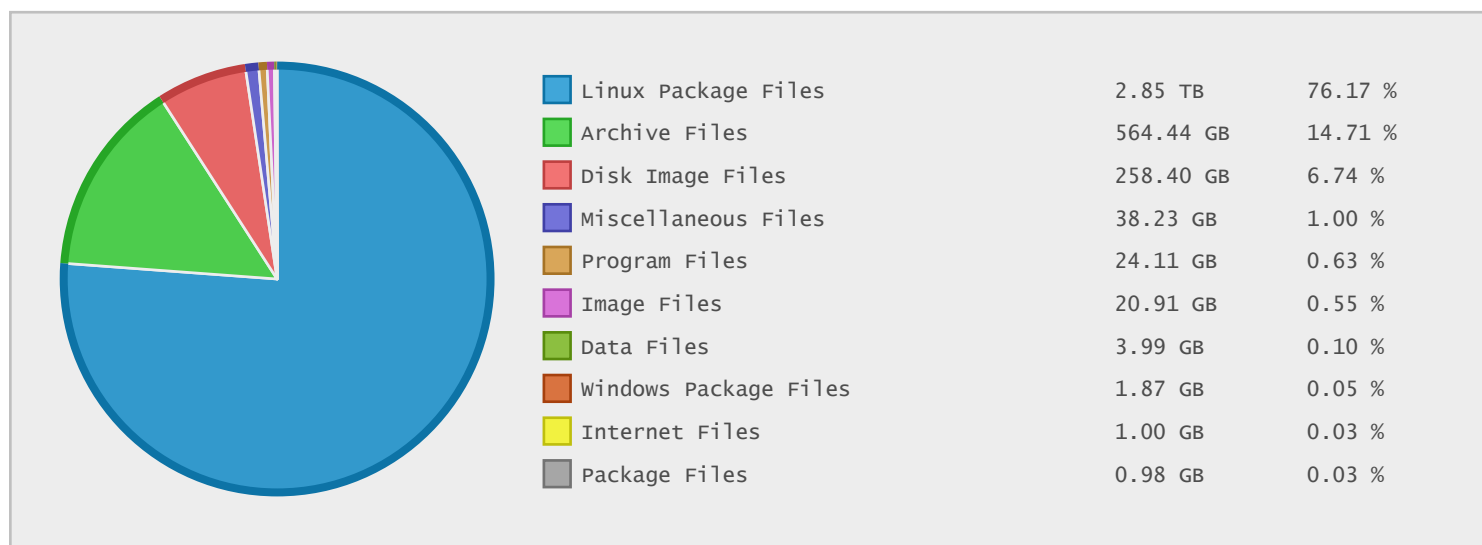 Linux Package Files 2.85 TB 76.17 %
Archive Files 564.44 GB 14.71 %
Disk Image Files 258.40 GB 6.74 %
Miscellaneous Files 38.23 GB 1.00 %
Program Files 24.11 GB 0.63 %
Image Files 20.91 GB 0.55 %
Data Files 3.99 GB 0.10 %
Windows Package Files 1.87 GB 0.05 %
Internet Files 1.00 GB 0.03 %
Package Files 0.98 GB 0.03 %